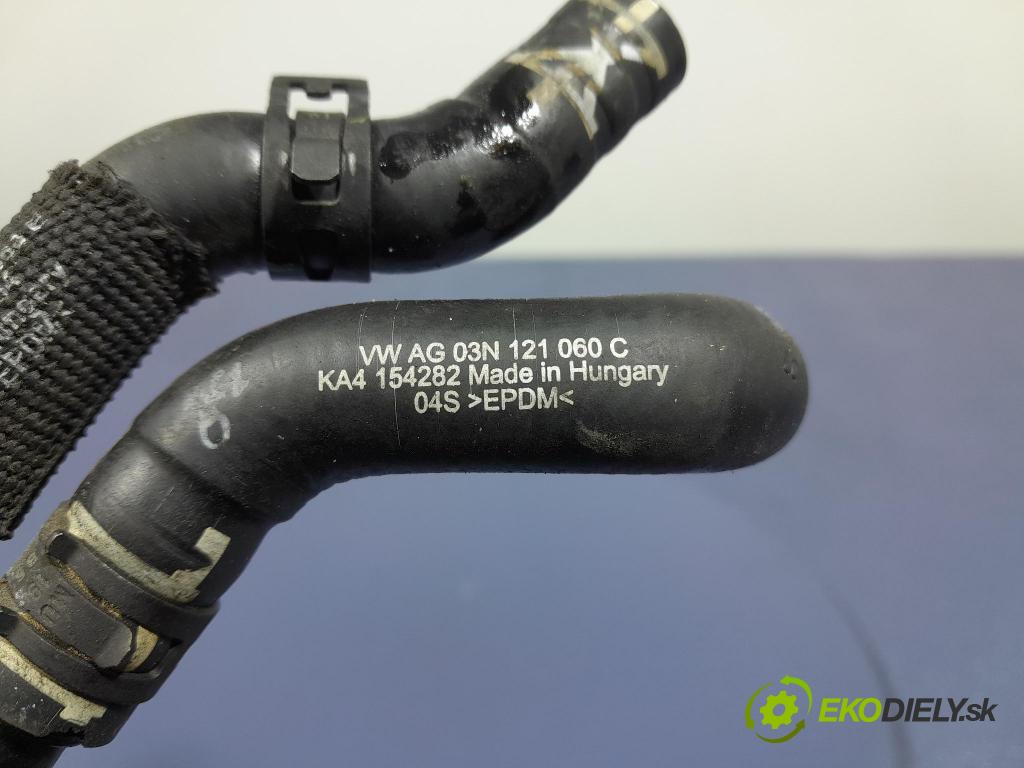 VW AG 03N 121 060 C
KA4 154282 Made in Hungary
04S >EPDM<
EKODIELY.sk